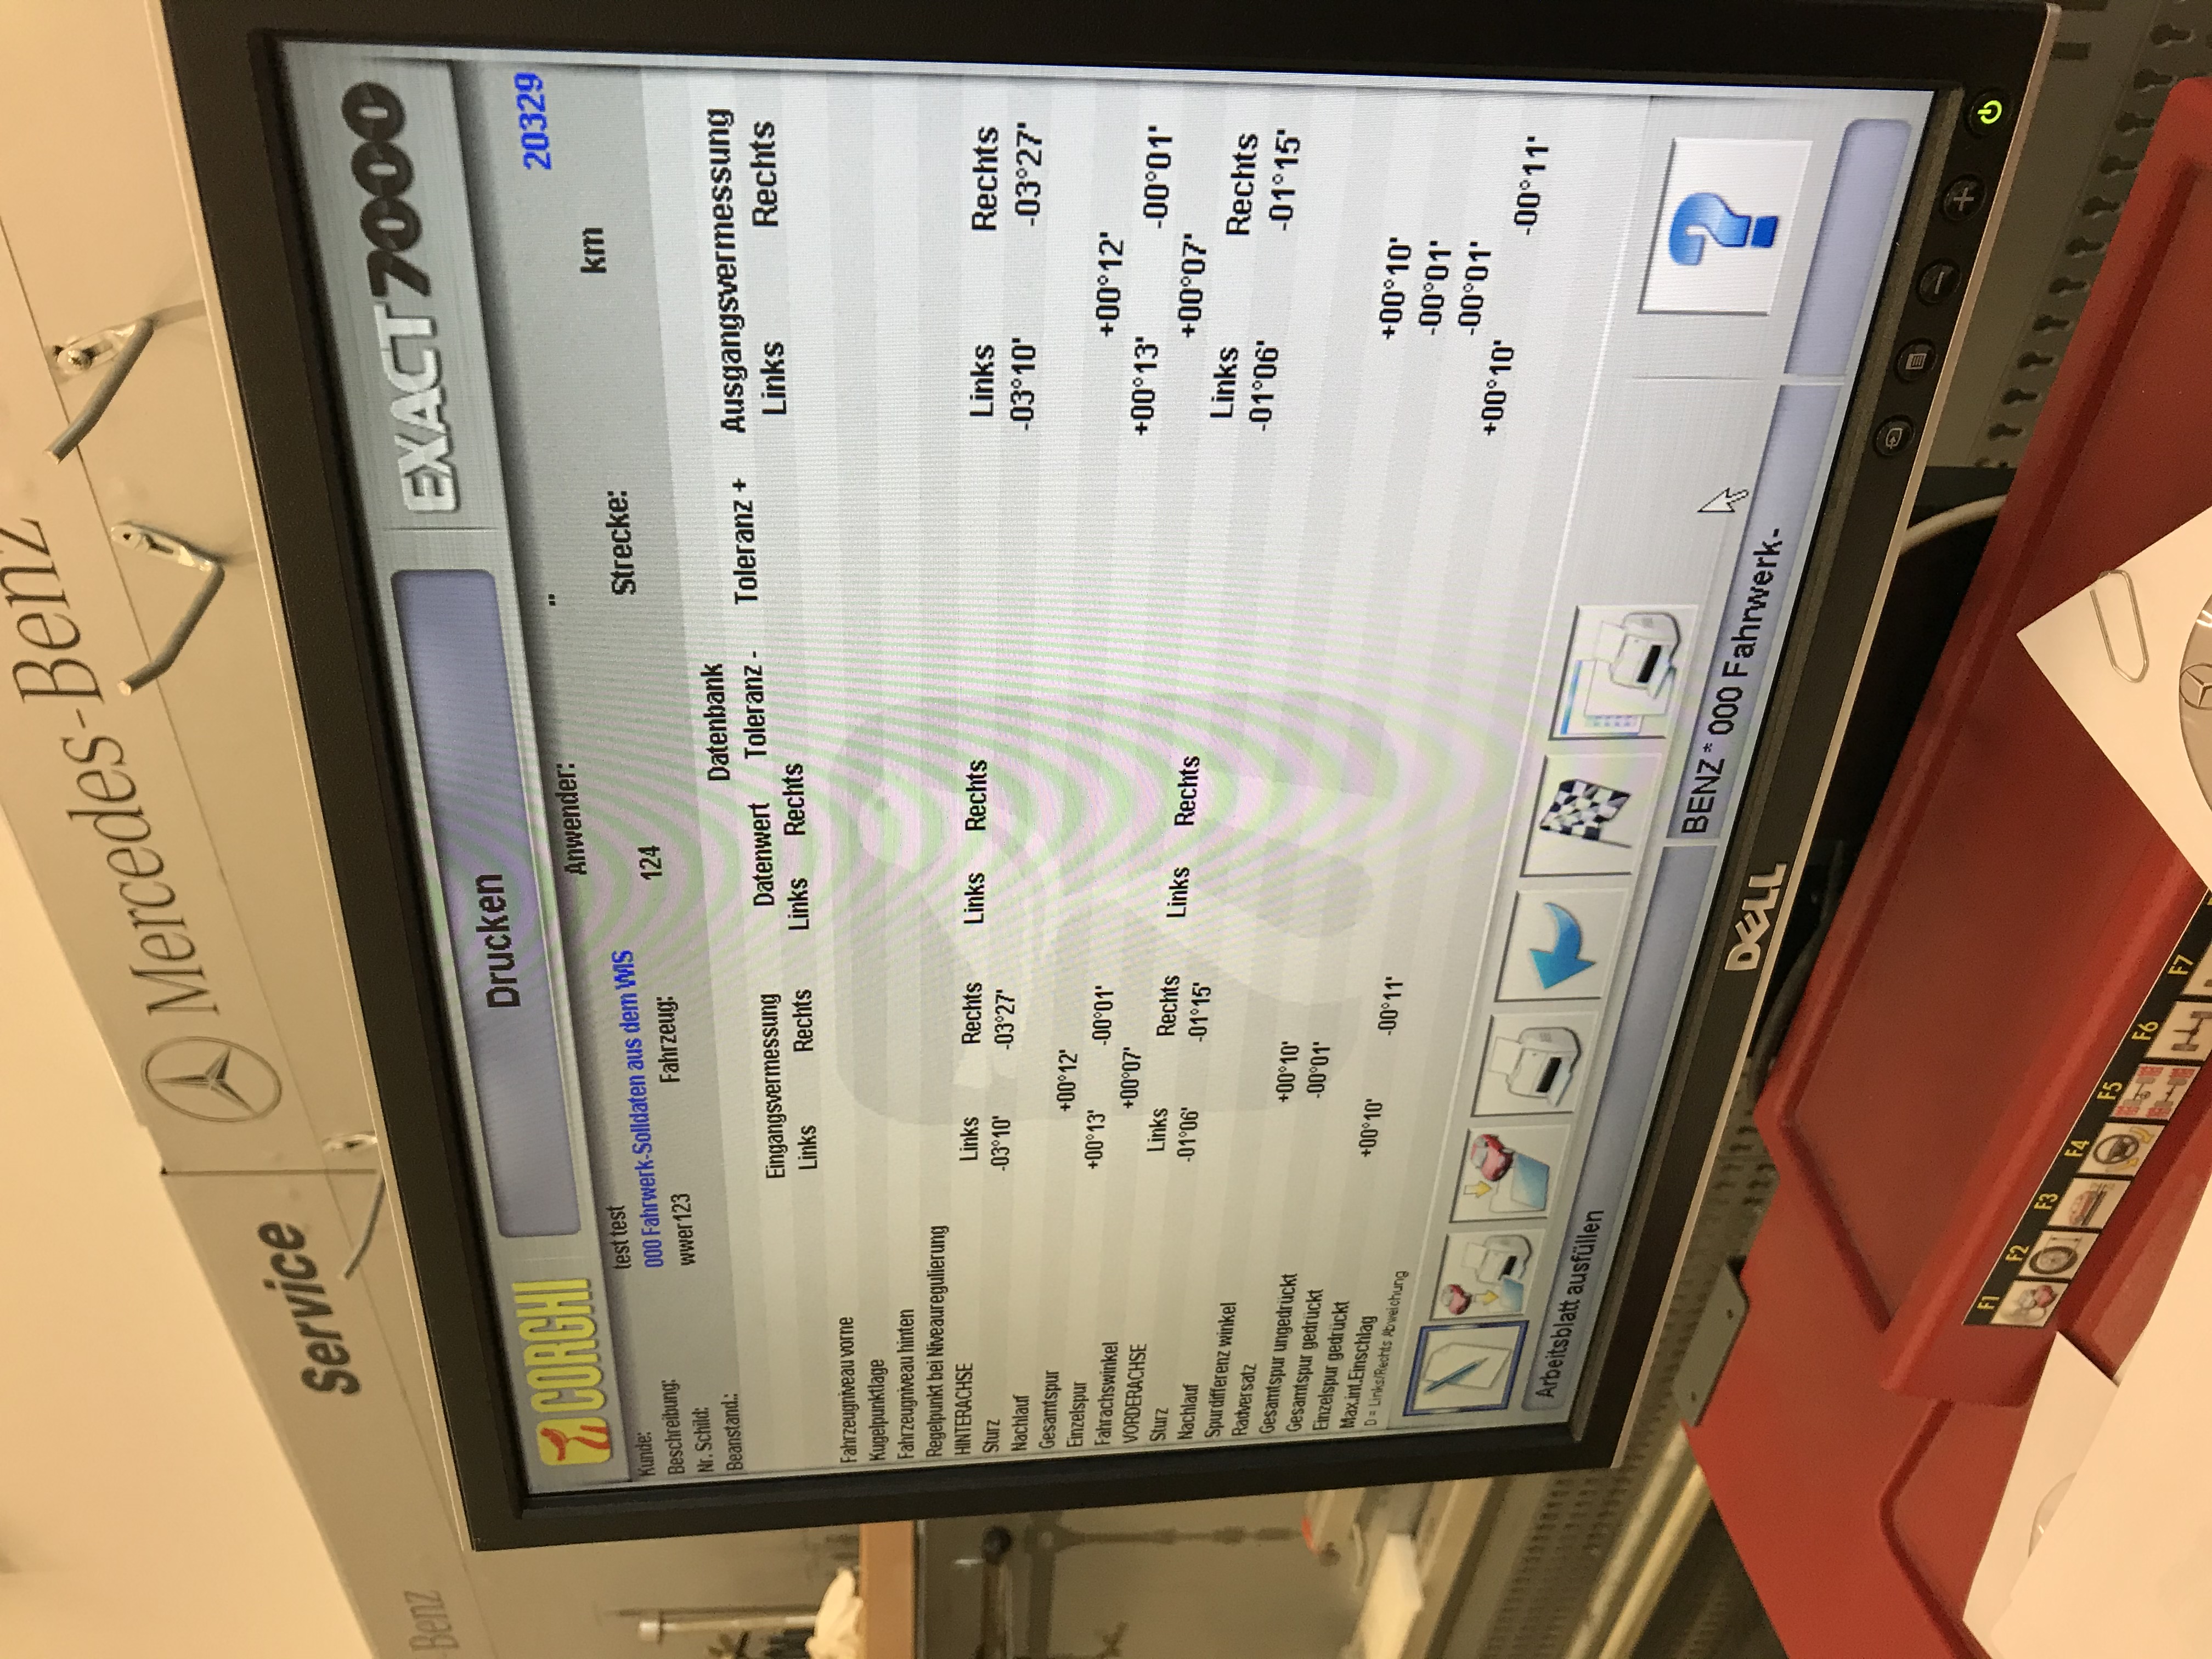 Mercedes-Benz
Service
Benz
EXACT7000
CORGHI
Drucken
20329
Kunde: test test Anwender: ¨
Beschreibung: 000 Fahrwerk-Solldaten aus dem WIS Strecke: km
Nr. Schild: wwer123 Fahrzeug: 124
Beanstand.:
Datenbank
Eingangsvermessung Datenwert Toleranz - Toleranz + Ausgangsvermessung
Links Rechts Links Rechts Links Rechts
Fahrzeugniveau vorne
Kugelpunktlage
Fahrzeugniveau hinten
Regelpunkt bei Niveauregulierung
HINTERACHSE Links Rechts Links Rechts Links Rechts
Sturz -03°10' -03°27' -03°10' -03°27'
Nachlauf
Gesamtspur +00°12' +00°12'
Einzelspur +00°13' -00°01' +00°13' -00°01'
Fahrachswinkel +00°07' +00°07'
VORDERACHSE Links Rechts Links Rechts Links Rechts
Sturz -01°06' -01°15' -01°06' -01°15'
Nachlauf
Spurdifferenz winkel
Radversatz
Gesamtspur ungedrückt +00°10' +00°10'
Gesamtspur gedrückt -00°01' -00°01'
-00°01'
Einzelspur gedrückt +00°10' -00°11' +00°10' -00°11'
Max.int.Einschlag
D = Links/Rechts Abweichung
Arbeitsblatt ausfüllen
BENZ * 000 Fahrwerk-
DELL
F1
F2
F3
F4
F5
F6
F7